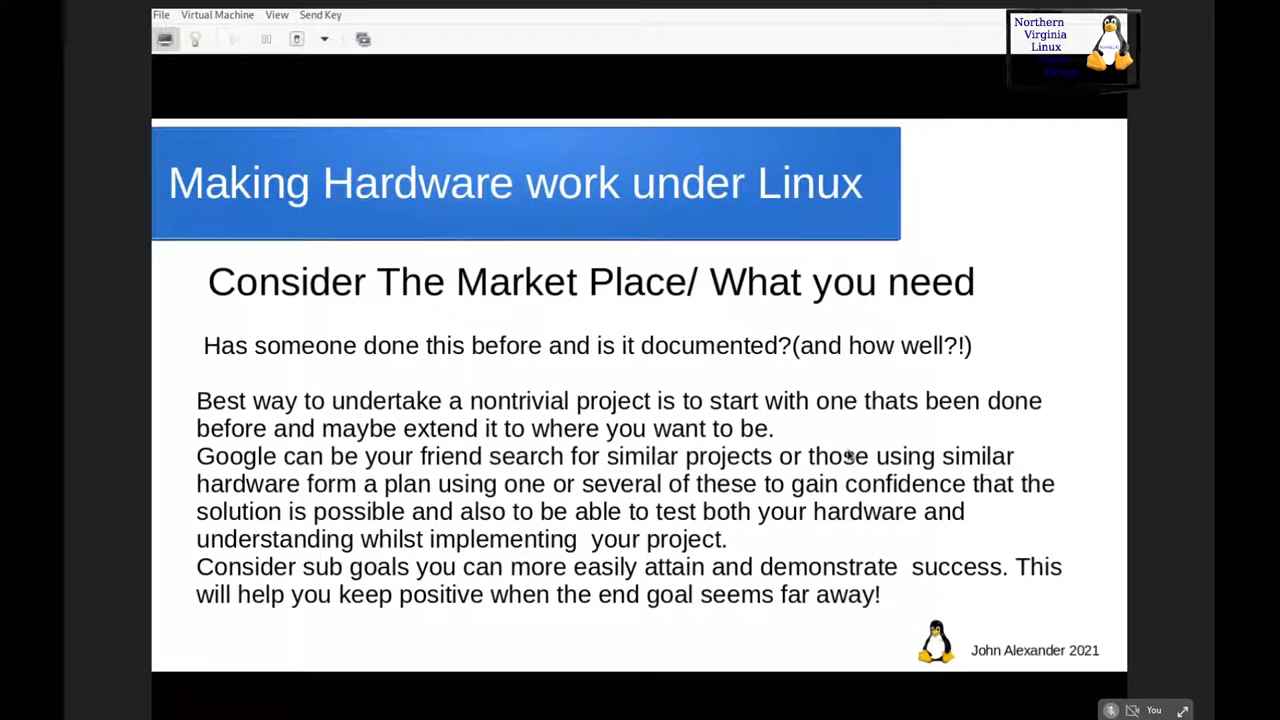 File Virtual Machine View Send Key
Northern
Virginia
Linux
Making Hardware work under Linux
Consider The Market Place/ What you need
Has someone done this before and is it documented?(and how well?!)
Best way to undertake a nontrivial project is to start with one thats been done
before and maybe extend it to where you want to be.
Google can be your friend search for similar projects or those using similar
hardware form a plan using one or several of these to gain confidence that the
solution is possible and also to be able to test both your hardware and
understanding whilst implementing  your project.
Consider sub goals you can more easily attain and demonstrate  success. This
will help you keep positive when the end goal seems far away!
John Alexander 2021
You